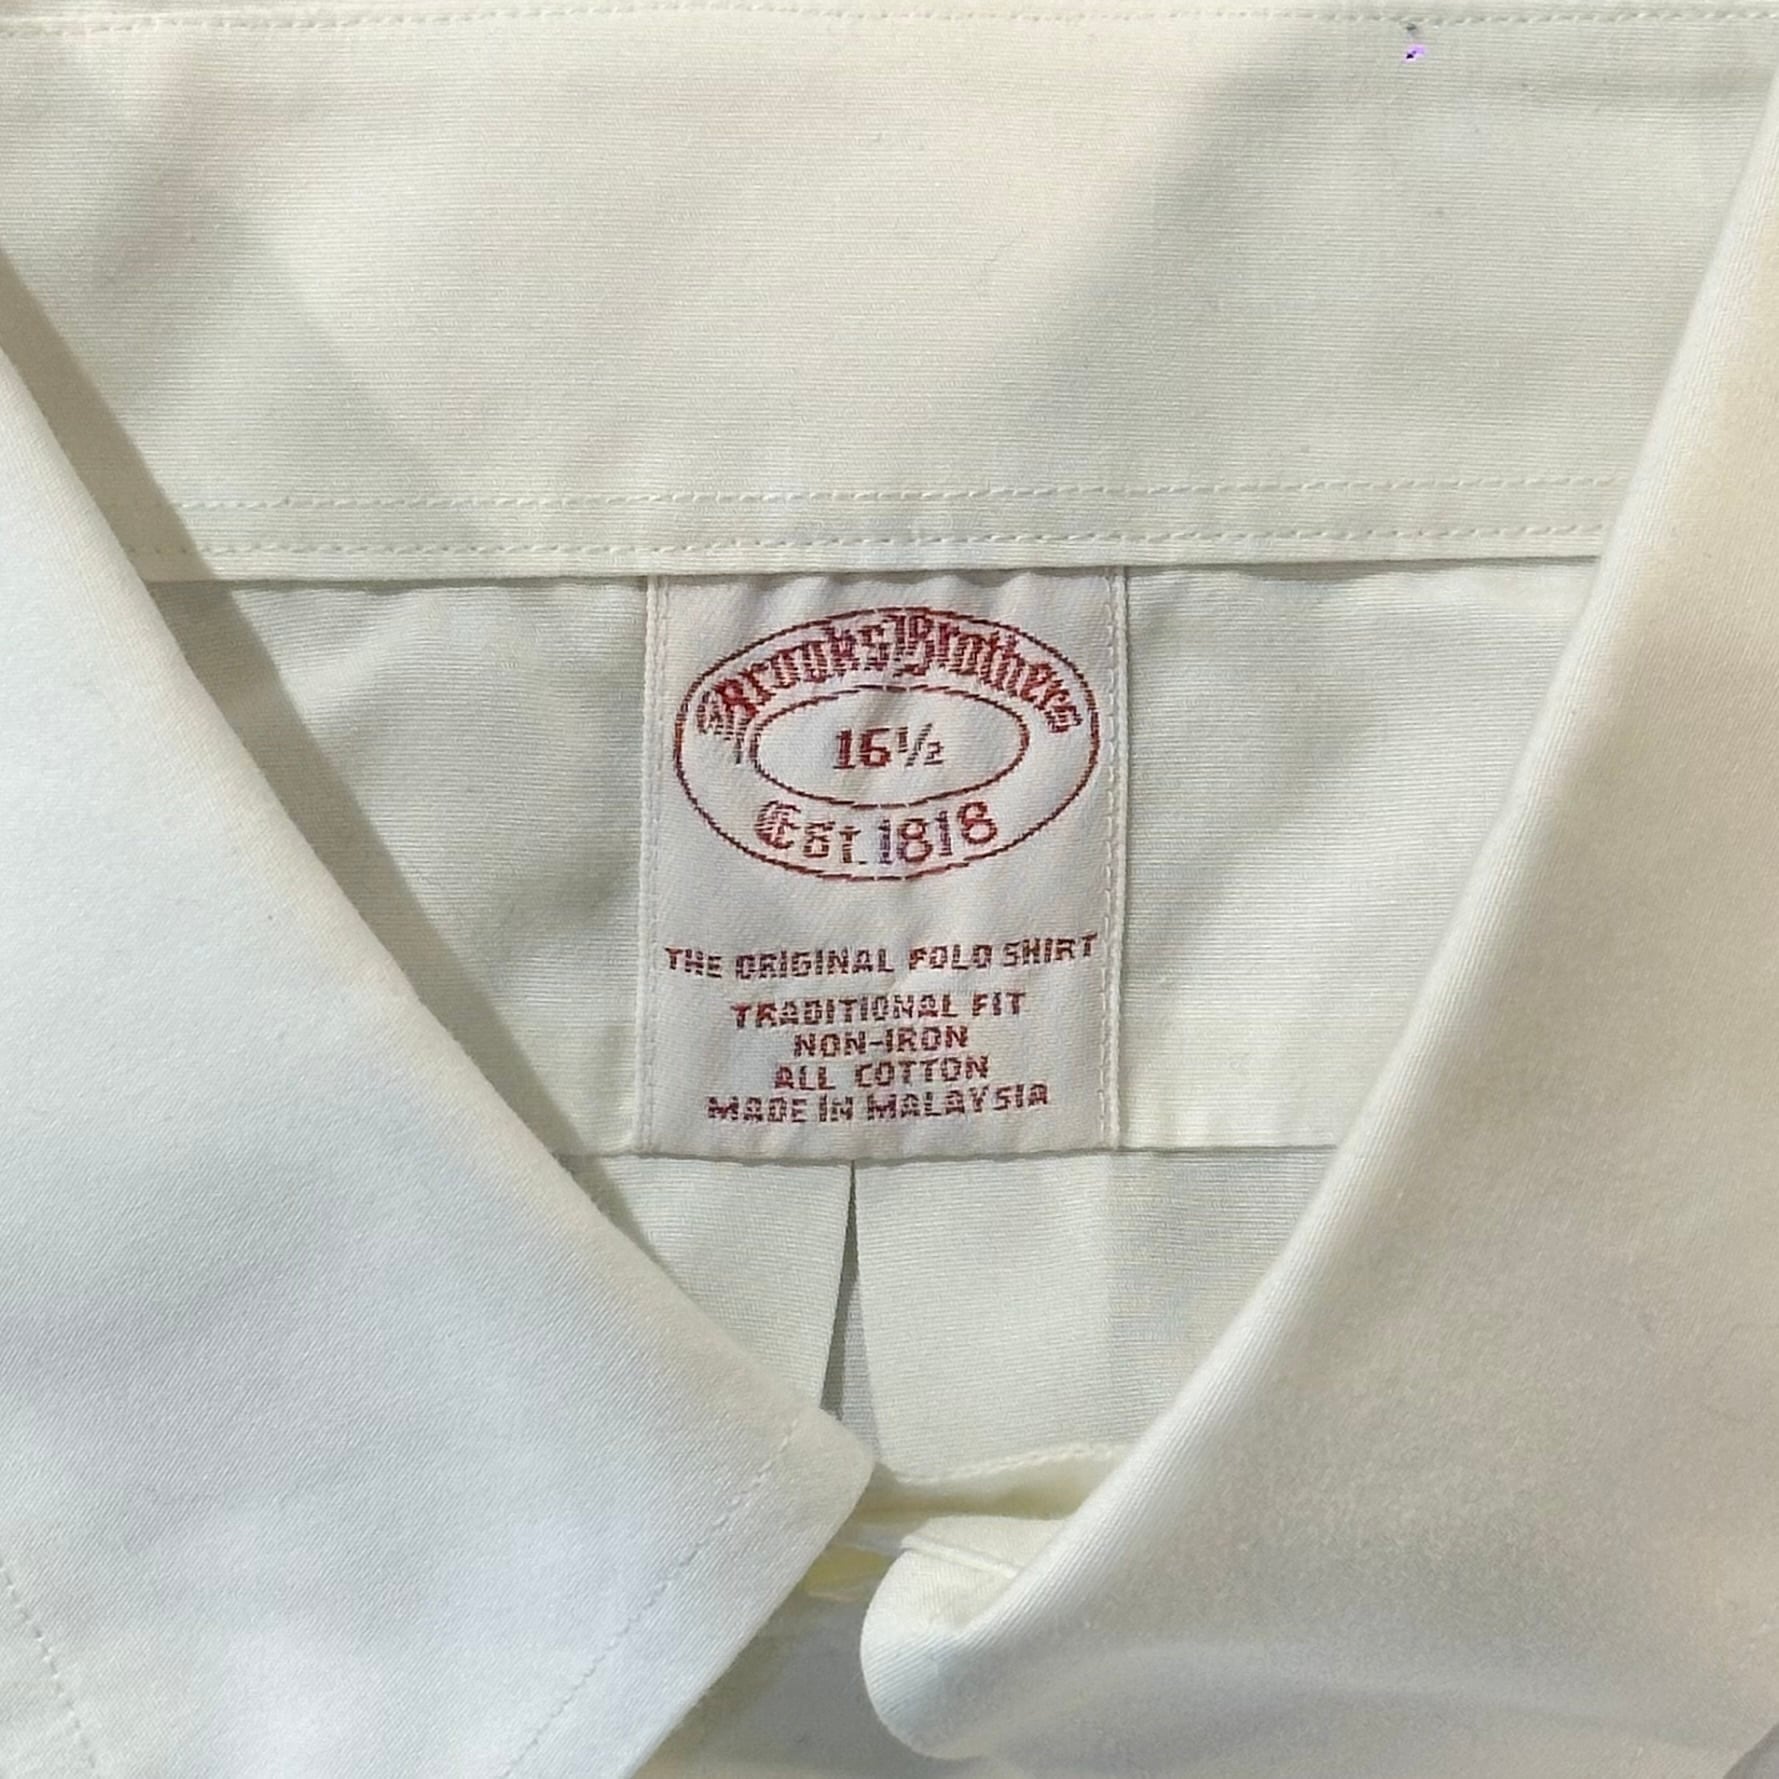 Brooks Brothers
16½
Est. 1818
THE ORIGINAL POLO SHIRT
TRADITIONAL FIT
NON-IRON
ALL COTTON
MADE IN MALAYSIA